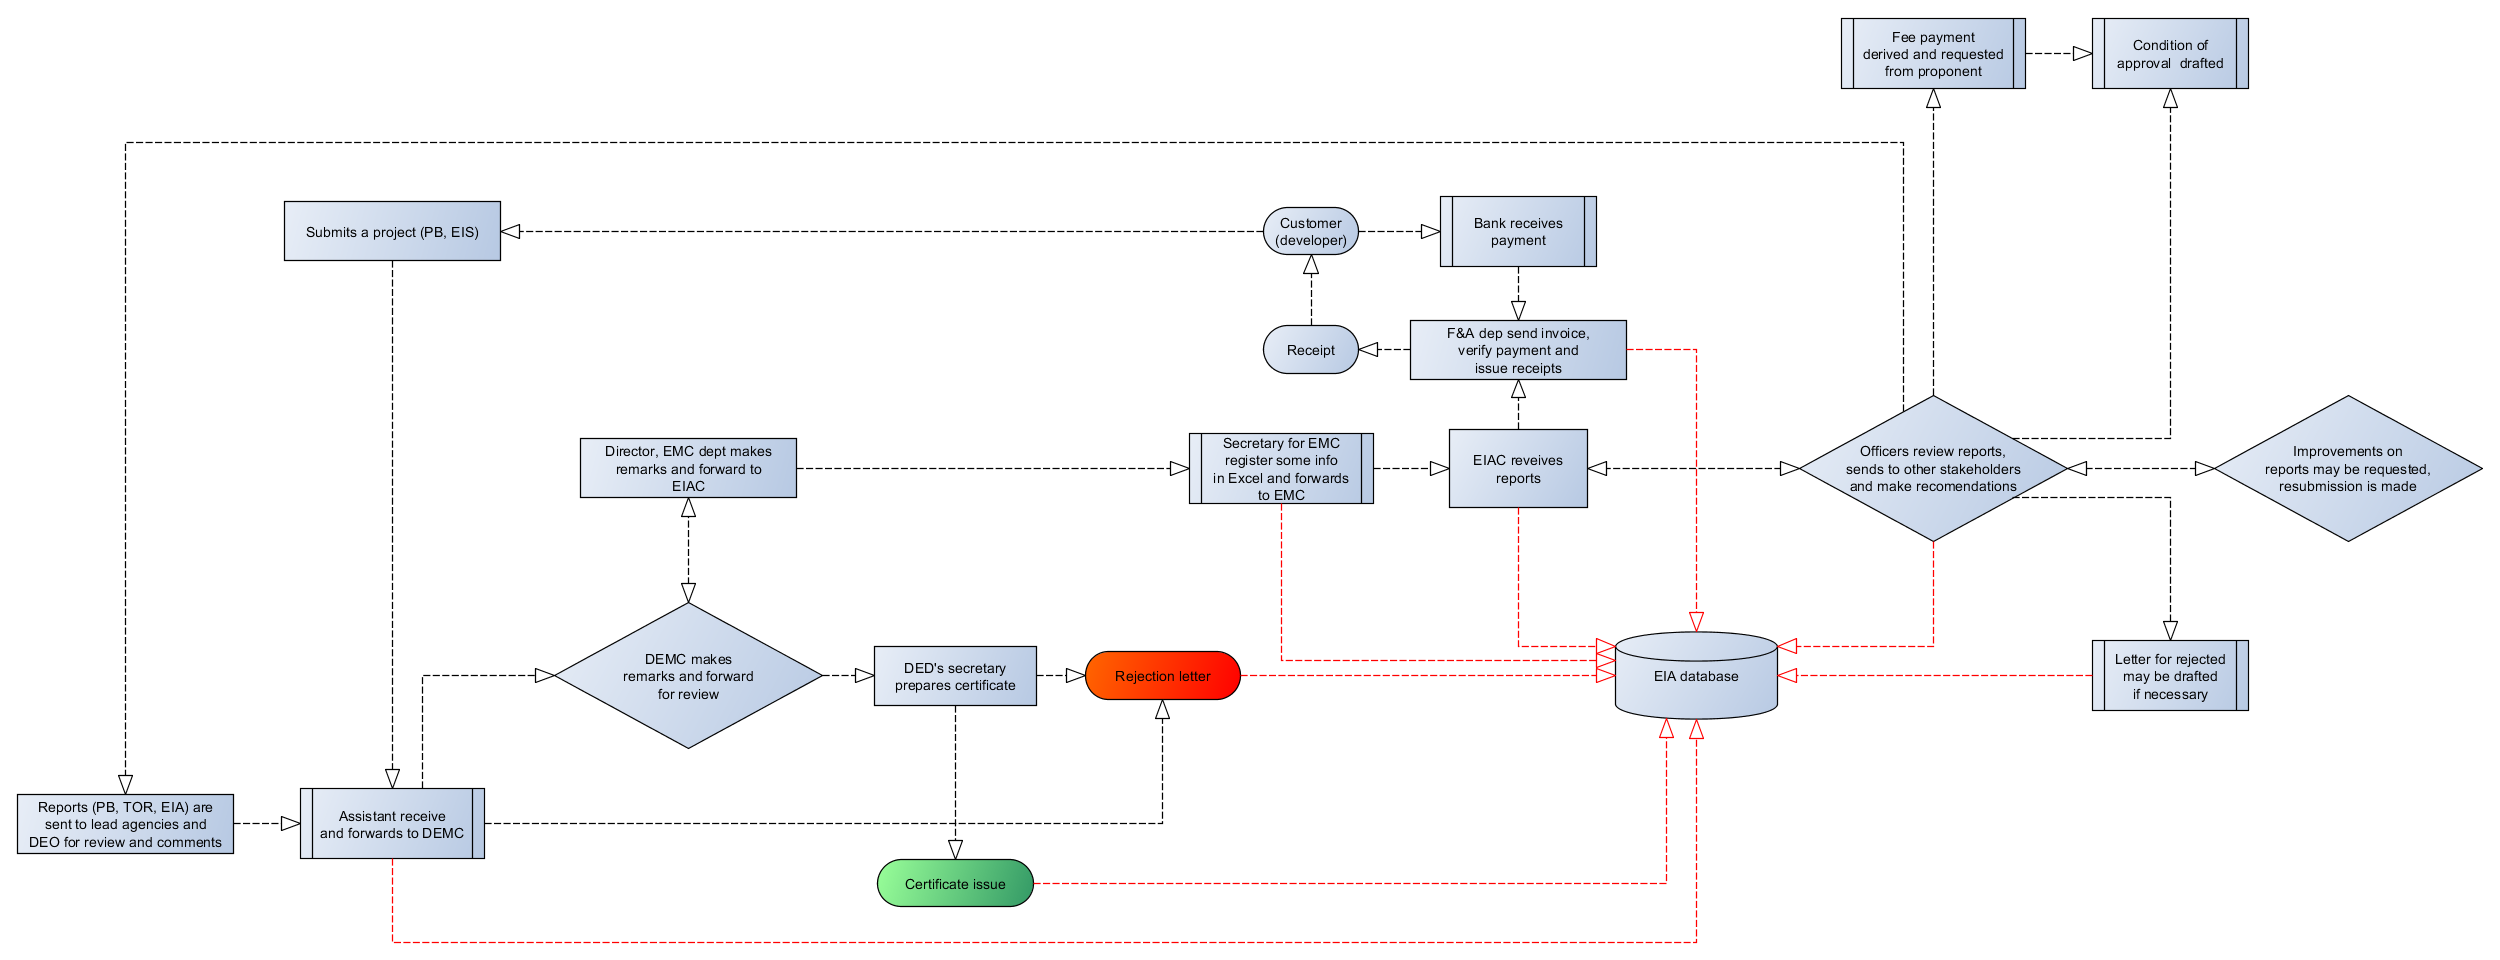 Fee payment
derived and requested
from proponent
Condition of
approval  drafted
Submits a project (PB, EIS)
Customer
(developer)
Bank receives
payment
Receipt
F&A dep send invoice,
verify payment and
issue receipts
Director, EMC dept makes
remarks and forward to
EIAC
Secretary for EMC
register some info
in Excel and forwards
to EMC
EIAC reveives
reports
Officers review reports,
sends to other stakeholders
and make recomendations
Improvements on
reports may be requested,
resubmission is made
DEMC makes
remarks and forward
for review
DED's secretary
prepares certificate
Rejection letter
EIA database
Letter for rejected
may be drafted
if necessary
Reports (PB, TOR, EIA) are
sent to lead agencies and
DEO for review and comments
Assistant receive
and forwards to DEMC
Certificate issue